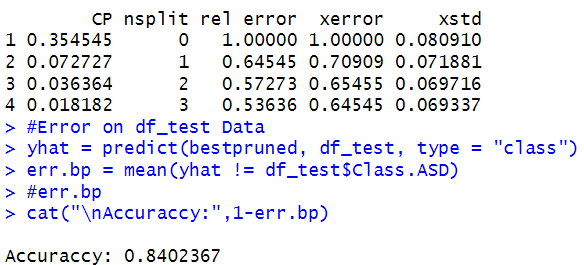 CP nsplit rel error xerror xstd
1 0.354545 0 1.00000 1.00000 0.080910
2 0.072727 1 0.64545 0.70909 0.071881
3 0.036364 2 0.57273 0.65455 0.069716
4 0.018182 3 0.53636 0.64545 0.069337
> #Error on df_test Data
> yhat = predict(bestpruned, df_test, type = "class")
> err.bp = mean(yhat != df_test$Class.ASD)
> #err.bp
> cat("\nAccuraccy:",1-err.bp)
Accuraccy: 0.8402367